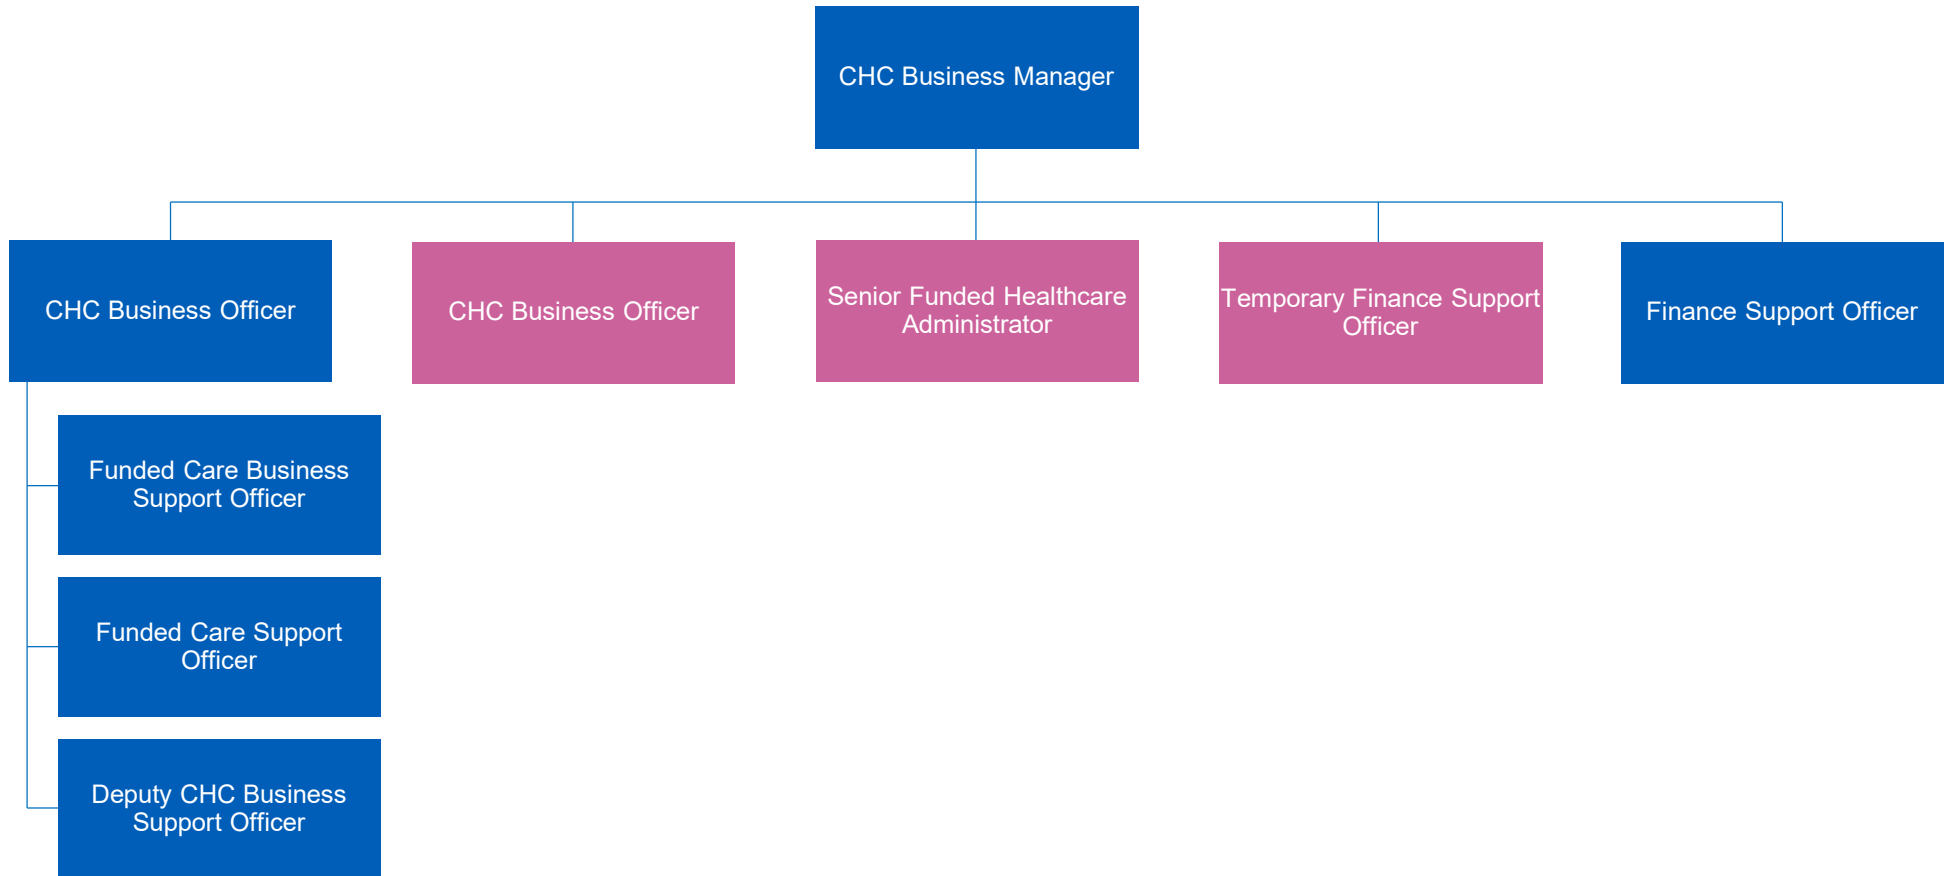 CHC Business Manager
CHC Business Officer
CHC Business Officer
Senior Funded Healthcare
Administrator
Temporary Finance Support
Officer
Finance Support Officer
Funded Care Business
Support Officer
Funded Care Support
Officer
Deputy CHC Business
Support Officer